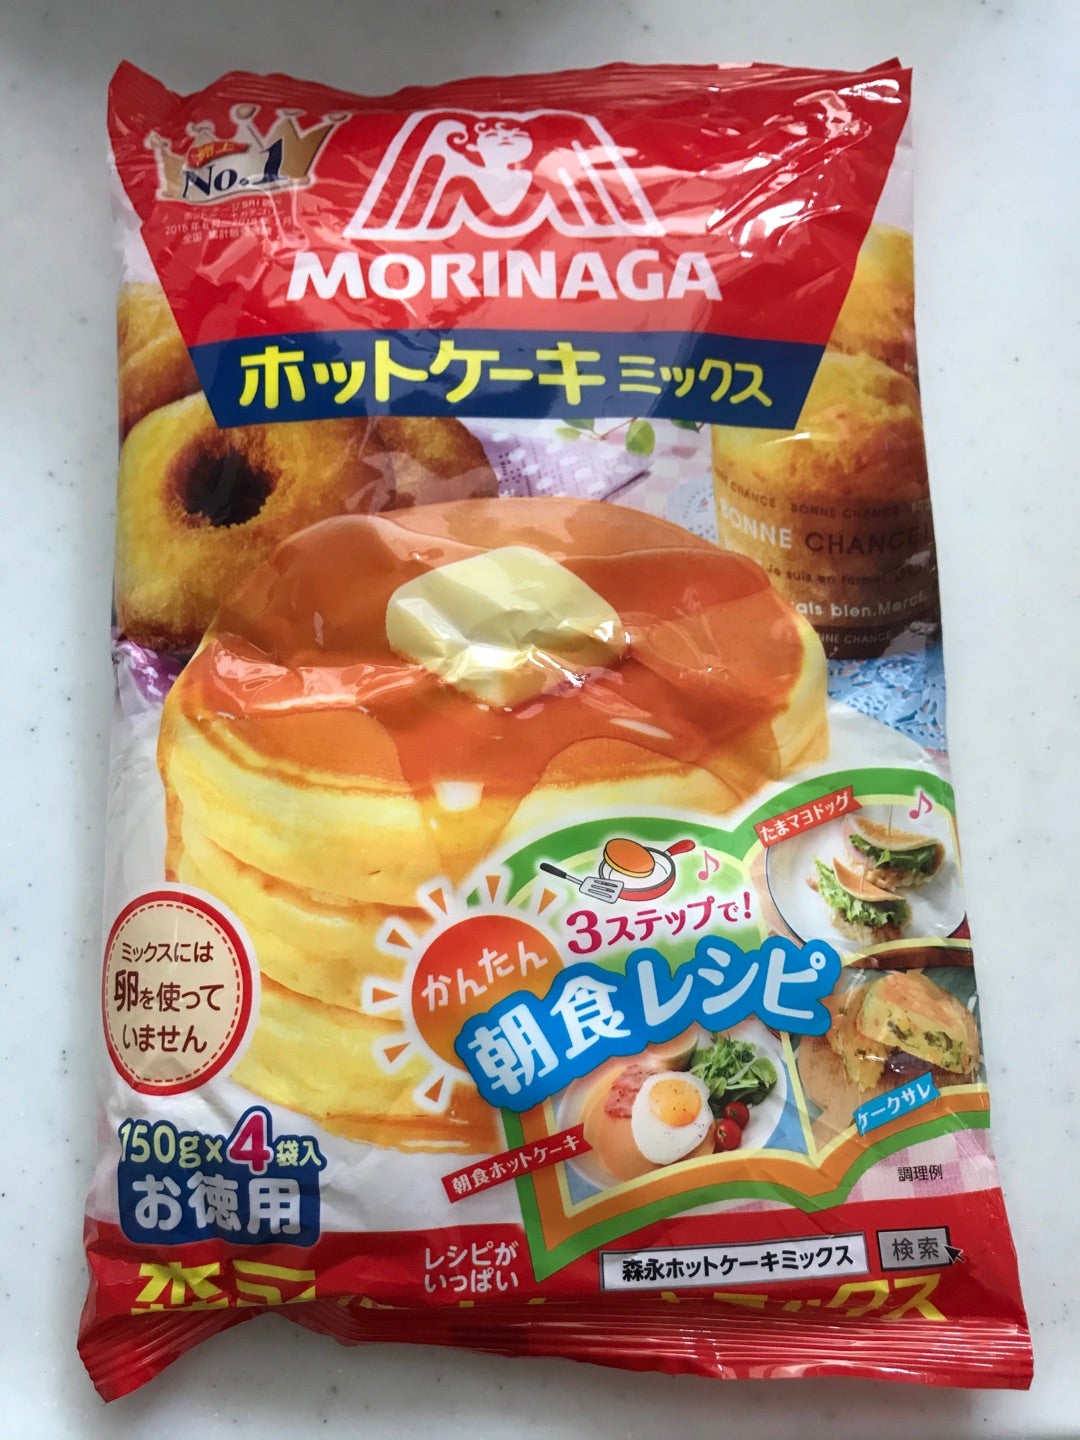 売上
No.1
MORINAGA
ホットケーキミックス
BONNE CHANCE
BONNE CHANCE
ミックスには
卵を使って
いません
かんたん
3ステップで!
朝食レシピ
たまマヨドッグ
ケークサレ
朝食ホットケーキ
調理例
150g×4袋入
お徳用
レシピが
いっぱい
森永ホットケーキミックス 検索